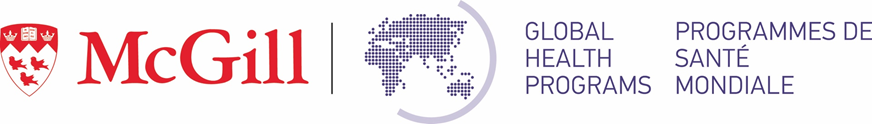 McGill
GLOBAL
HEALTH
PROGRAMS
PROGRAMMES DE
SANTÉ
MONDIALE